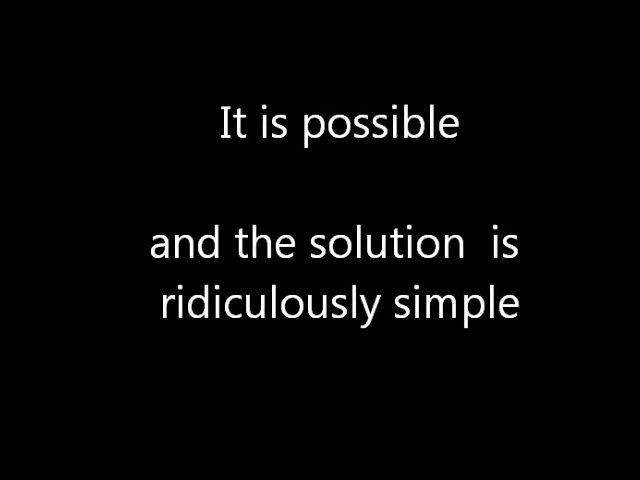 It is possible
and the solution  is
ridiculously simple